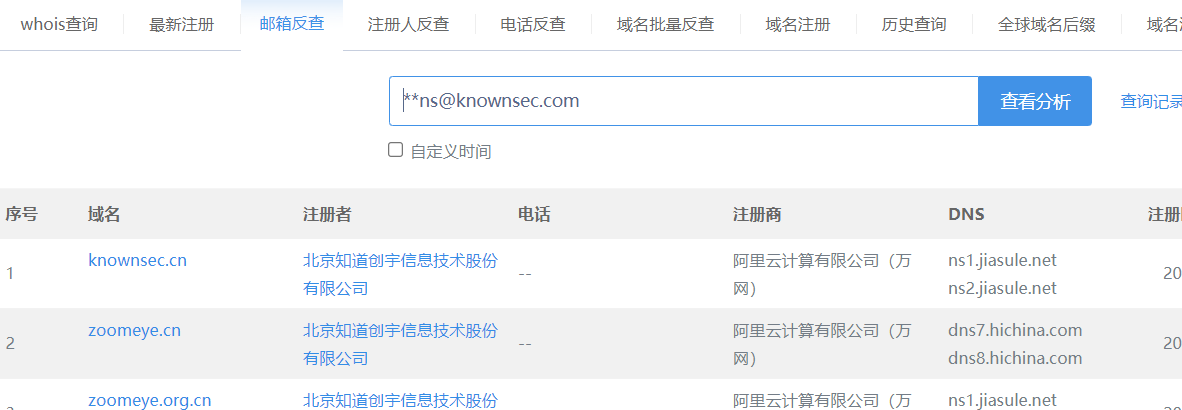 whois查询 最新注册 邮箱反查 注册人反查 电话反查 域名批量反查 域名注册 历史查询 全球域名后缀 域名
**ns@knownsec.com 查看分析 查询记录
自定义时间
序号 域名 注册者 电话 注册商 DNS 注册
1 knownsec.cn 北京知道创宇信息技术股份 -- 阿里云计算有限公司（万 ns1.jiasule.net 20
有限公司 网） ns2.jiasule.net
2 zoomeye.cn 北京知道创宇信息技术股份 -- 阿里云计算有限公司（万 dns7.hichina.com 20
有限公司 网） dns8.hichina.com
zoomeye.org.cn 北京知道创宇信息技术股份 阿里云计算有限公司（万 ns1.jiasule.net